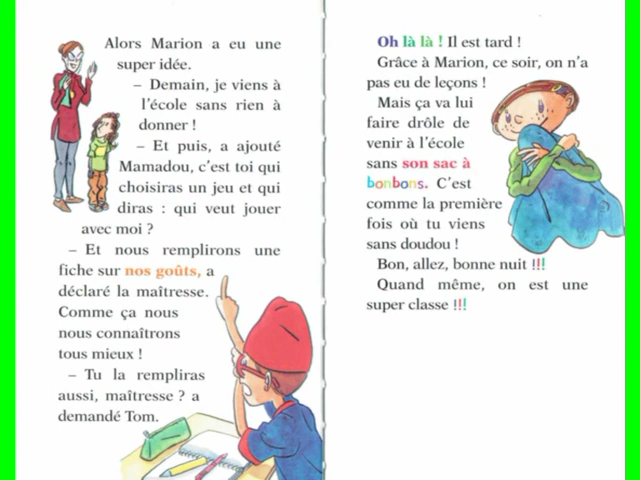 Alors Marion a eu une
super idée.
– Demain, je viens à
l'école sans rien à
donner !
– Et puis, a ajouté
Mamadou, c'est toi qui
choisiras un jeu et qui
diras : qui veut jouer
avec moi ?
– Et nous remplirons une
fiche sur nos goûts, a
déclaré la maîtresse.
Comme ça nous
nous connaîtrons
tous mieux !
– Tu la rempliras
aussi, maîtresse ? a
demandé Tom.
Oh là là ! Il est tard !
Grâce à Marion, ce soir, on n'a
pas eu de leçons !
Mais ça va lui
faire drôle de
venir à l'école
sans son sac à
bonbons. C'est
comme la première
fois où tu viens
sans doudou !
Bon, allez, bonne nuit !!!
Quand même, on est une
super classe !!!